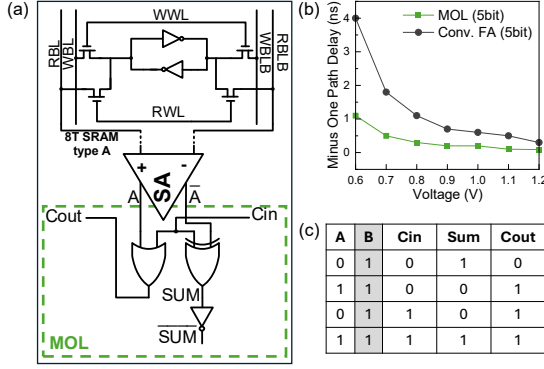 (a)
WWL
RBL
WBL
WBLB
RBLB
RWL
8T SRAM
type A
+ -
SA
A A̅
Cout Cin
SUM
S̅U̅M̅
MOL
(b)
Minus One Path Delay (ns)
MOL (5bit)
Conv. FA (5bit)
4
3
2
1
0
0.6 0.7 0.8 0.9 1.0 1.1 1.2
Voltage (V)
(c)
A B Cin Sum Cout
0 1 0 1 0
1 1 0 0 1
0 1 1 0 1
1 1 1 1 1